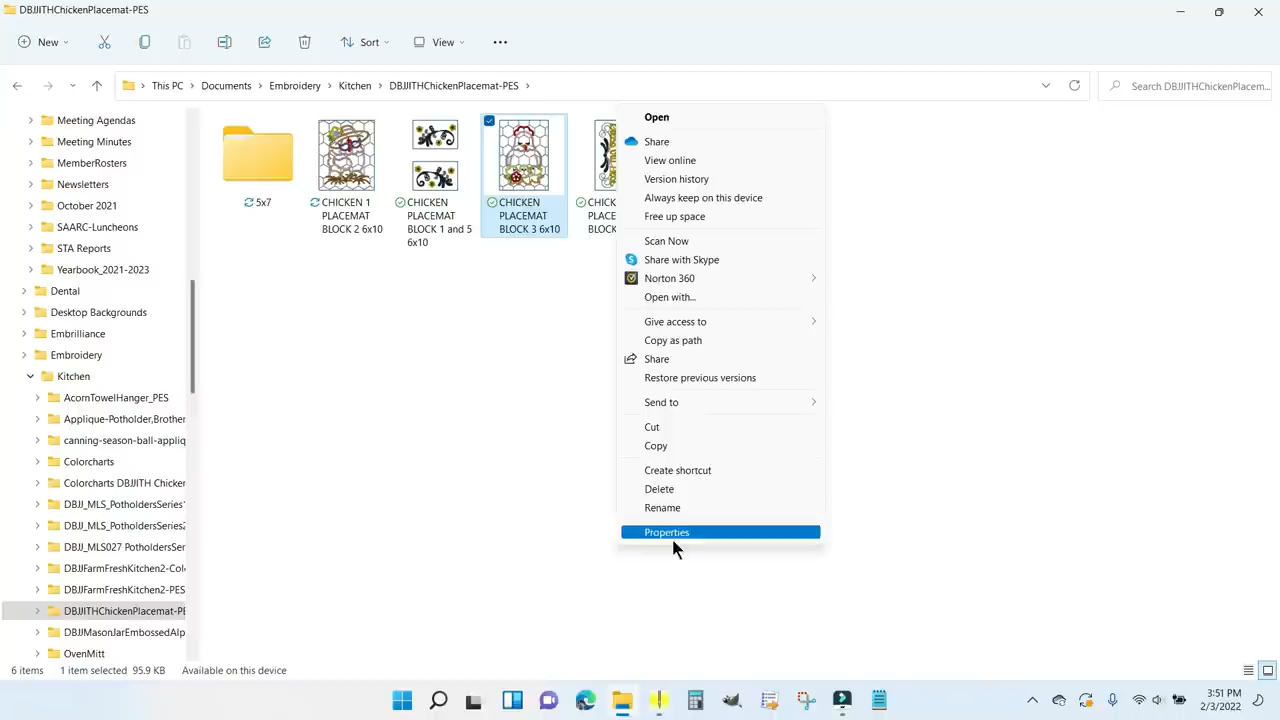 DBJJITHChickenPlacemat-PES
New
Sort
View
This PC
Documents
Embroidery
Kitchen
DBJJITHChickenPlacemat-PES
Search DBJJITHChickenPlacem...
Meeting Agendas
Meeting Minutes
MemberRosters
Newsletters
October 2021
SAARC-Luncheons
STA Reports
Yearbook_2021-2023
Dental
Desktop Backgrounds
Embrilliance
Embroidery
Kitchen
AcornTowelHanger_PES
Applique-Potholder,Brother
canning-season-ball-appliq
Colorcharts
Colorcharts DBJJITH Chicken
DBJJ_MLS_PotholdersSeries1
DBJJ_MLS_PotholdersSeries2
DBJJ_MLS027 PotholdersSer
DBJJFarmFreshKitchen2-Col
DBJJFarmFreshKitchen2-PES
DBJJITHChickenPlacemat-PE
DBJJMasonJarEmbossedAlp
OvenMitt
5x7
CHICKEN 1
PLACEMAT
BLOCK 2 6x10
CHICKEN
PLACEMAT
BLOCK 1 and 5
6x10
CHICKEN
PLACEMAT
BLOCK 3 6x10
CHIC
PLAC
BLOC
Open
Share
View online
Version history
Always keep on this device
Free up space
Scan Now
Share with Skype
Norton 360
Open with...
Give access to
Copy as path
Share
Restore previous versions
Send to
Cut
Copy
Create shortcut
Delete
Rename
Properties
6 items
1 item selected 95.9 KB
Available on this device
3:51 PM
2/3/2022